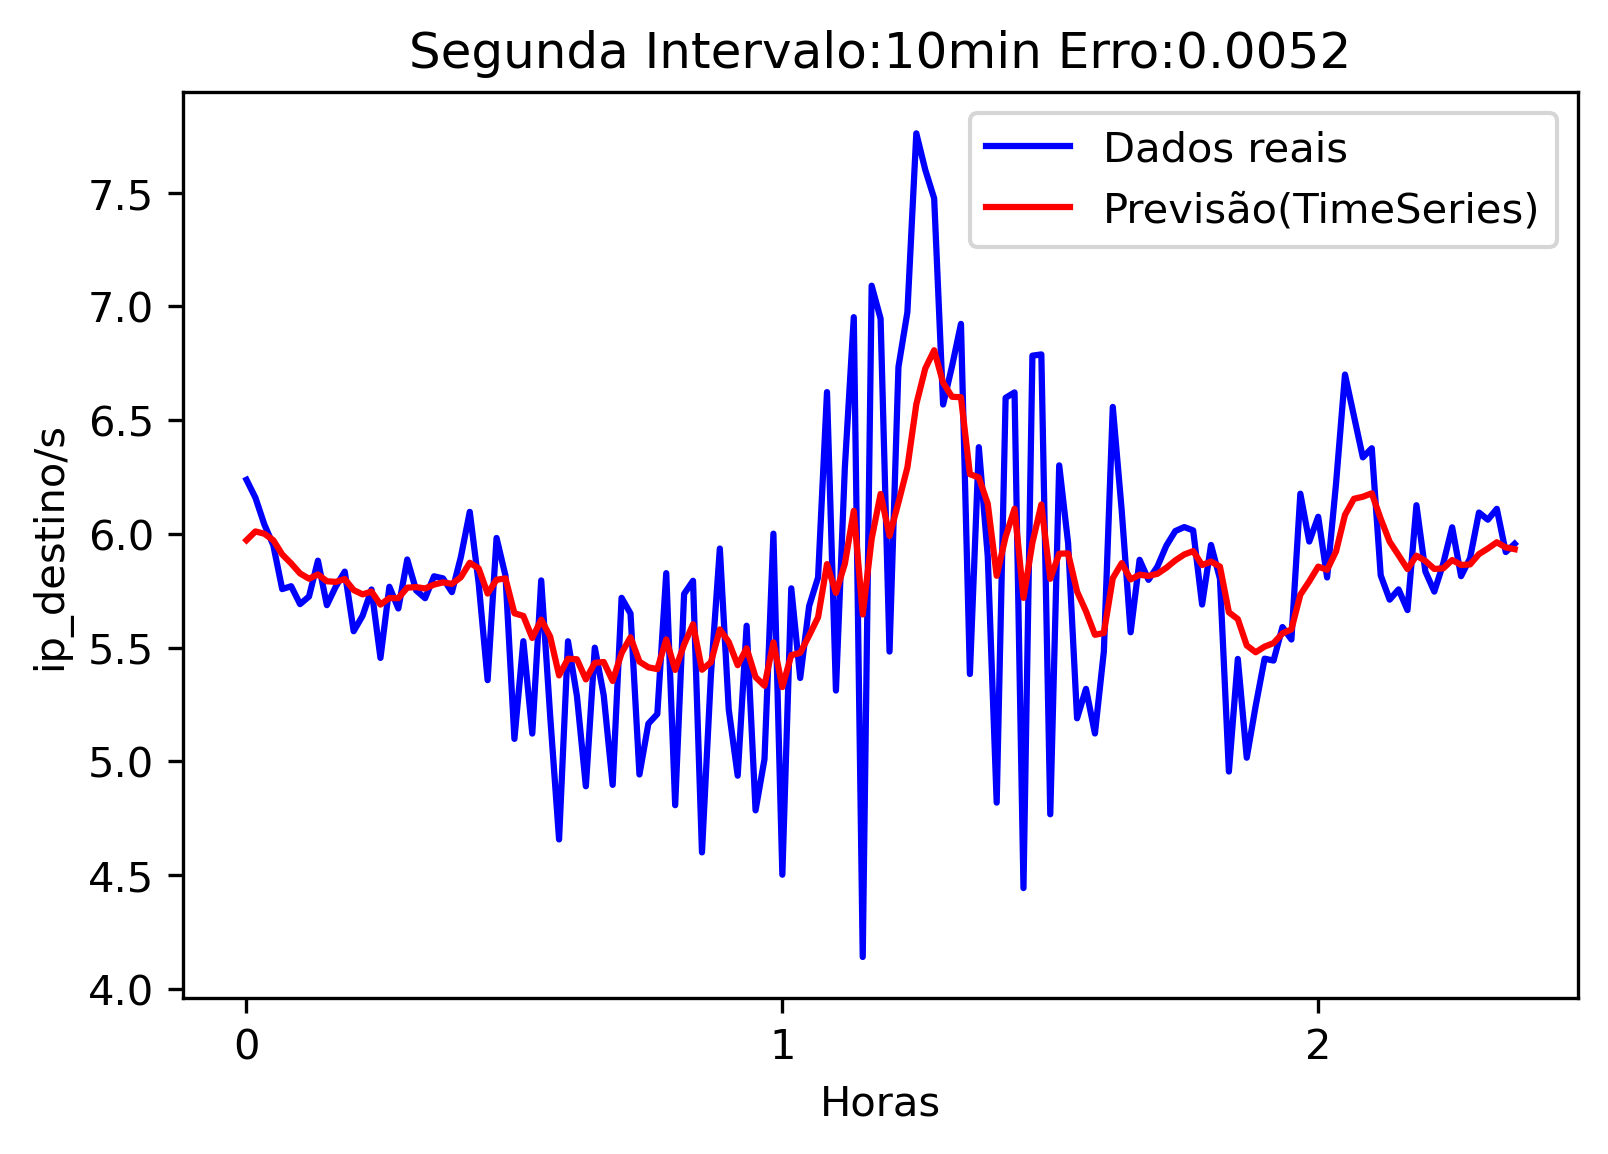 Segunda Intervalo:10min Erro:0.0052
Dados reais
Previsão(TimeSeries)
7.5
7.0
6.5
6.0
5.5
5.0
4.5
4.0
ip_destino/s
0 1 2
Horas